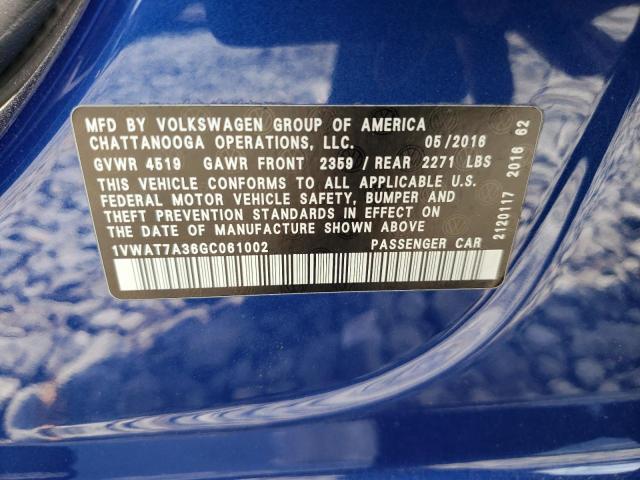 MFD BY VOLKSWAGEN GROUP OF AMERICA
CHATTANOOGA OPERATIONS, LLC. 05/2016
GVWR 4519 GAWR FRONT 2359 / REAR 2271 LBS
THIS VEHICLE CONFORMS TO ALL APPLICABLE U.S.
FEDERAL MOTOR VEHICLE SAFETY, BUMPER AND
THEFT PREVENTION STANDARDS IN EFFECT ON
THE DATE OF MANUFACTURE SHOWN ABOVE
1VWAT7A36GC061002 PASSENGER CAR
2120117 2016 62